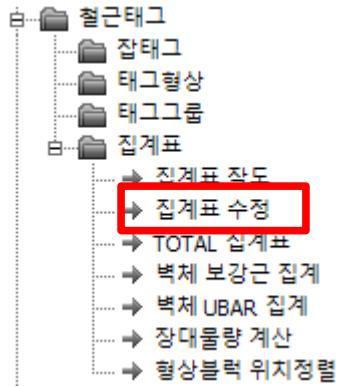 철근태그
잡태그
태그형상
태그그룹
집계표
집계표 작도
집계표 수정
TOTAL 집계표
벽체 보강근 집계
벽체 UBAR 집계
장대물량 계산
형상블럭 위치정렬